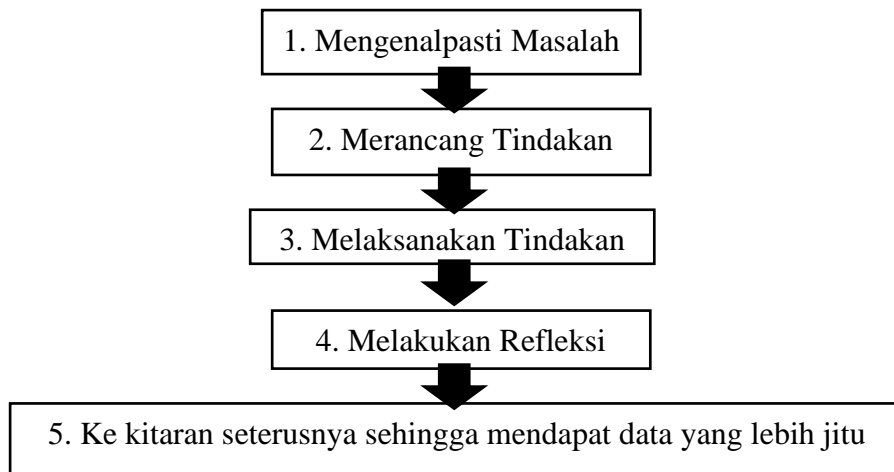 1. Mengenalpasti Masalah
2. Merancang Tindakan
3. Melaksanakan Tindakan
4. Melakukan Refleksi
5. Ke kitaran seterusnya sehingga mendapat data yang lebih jitu